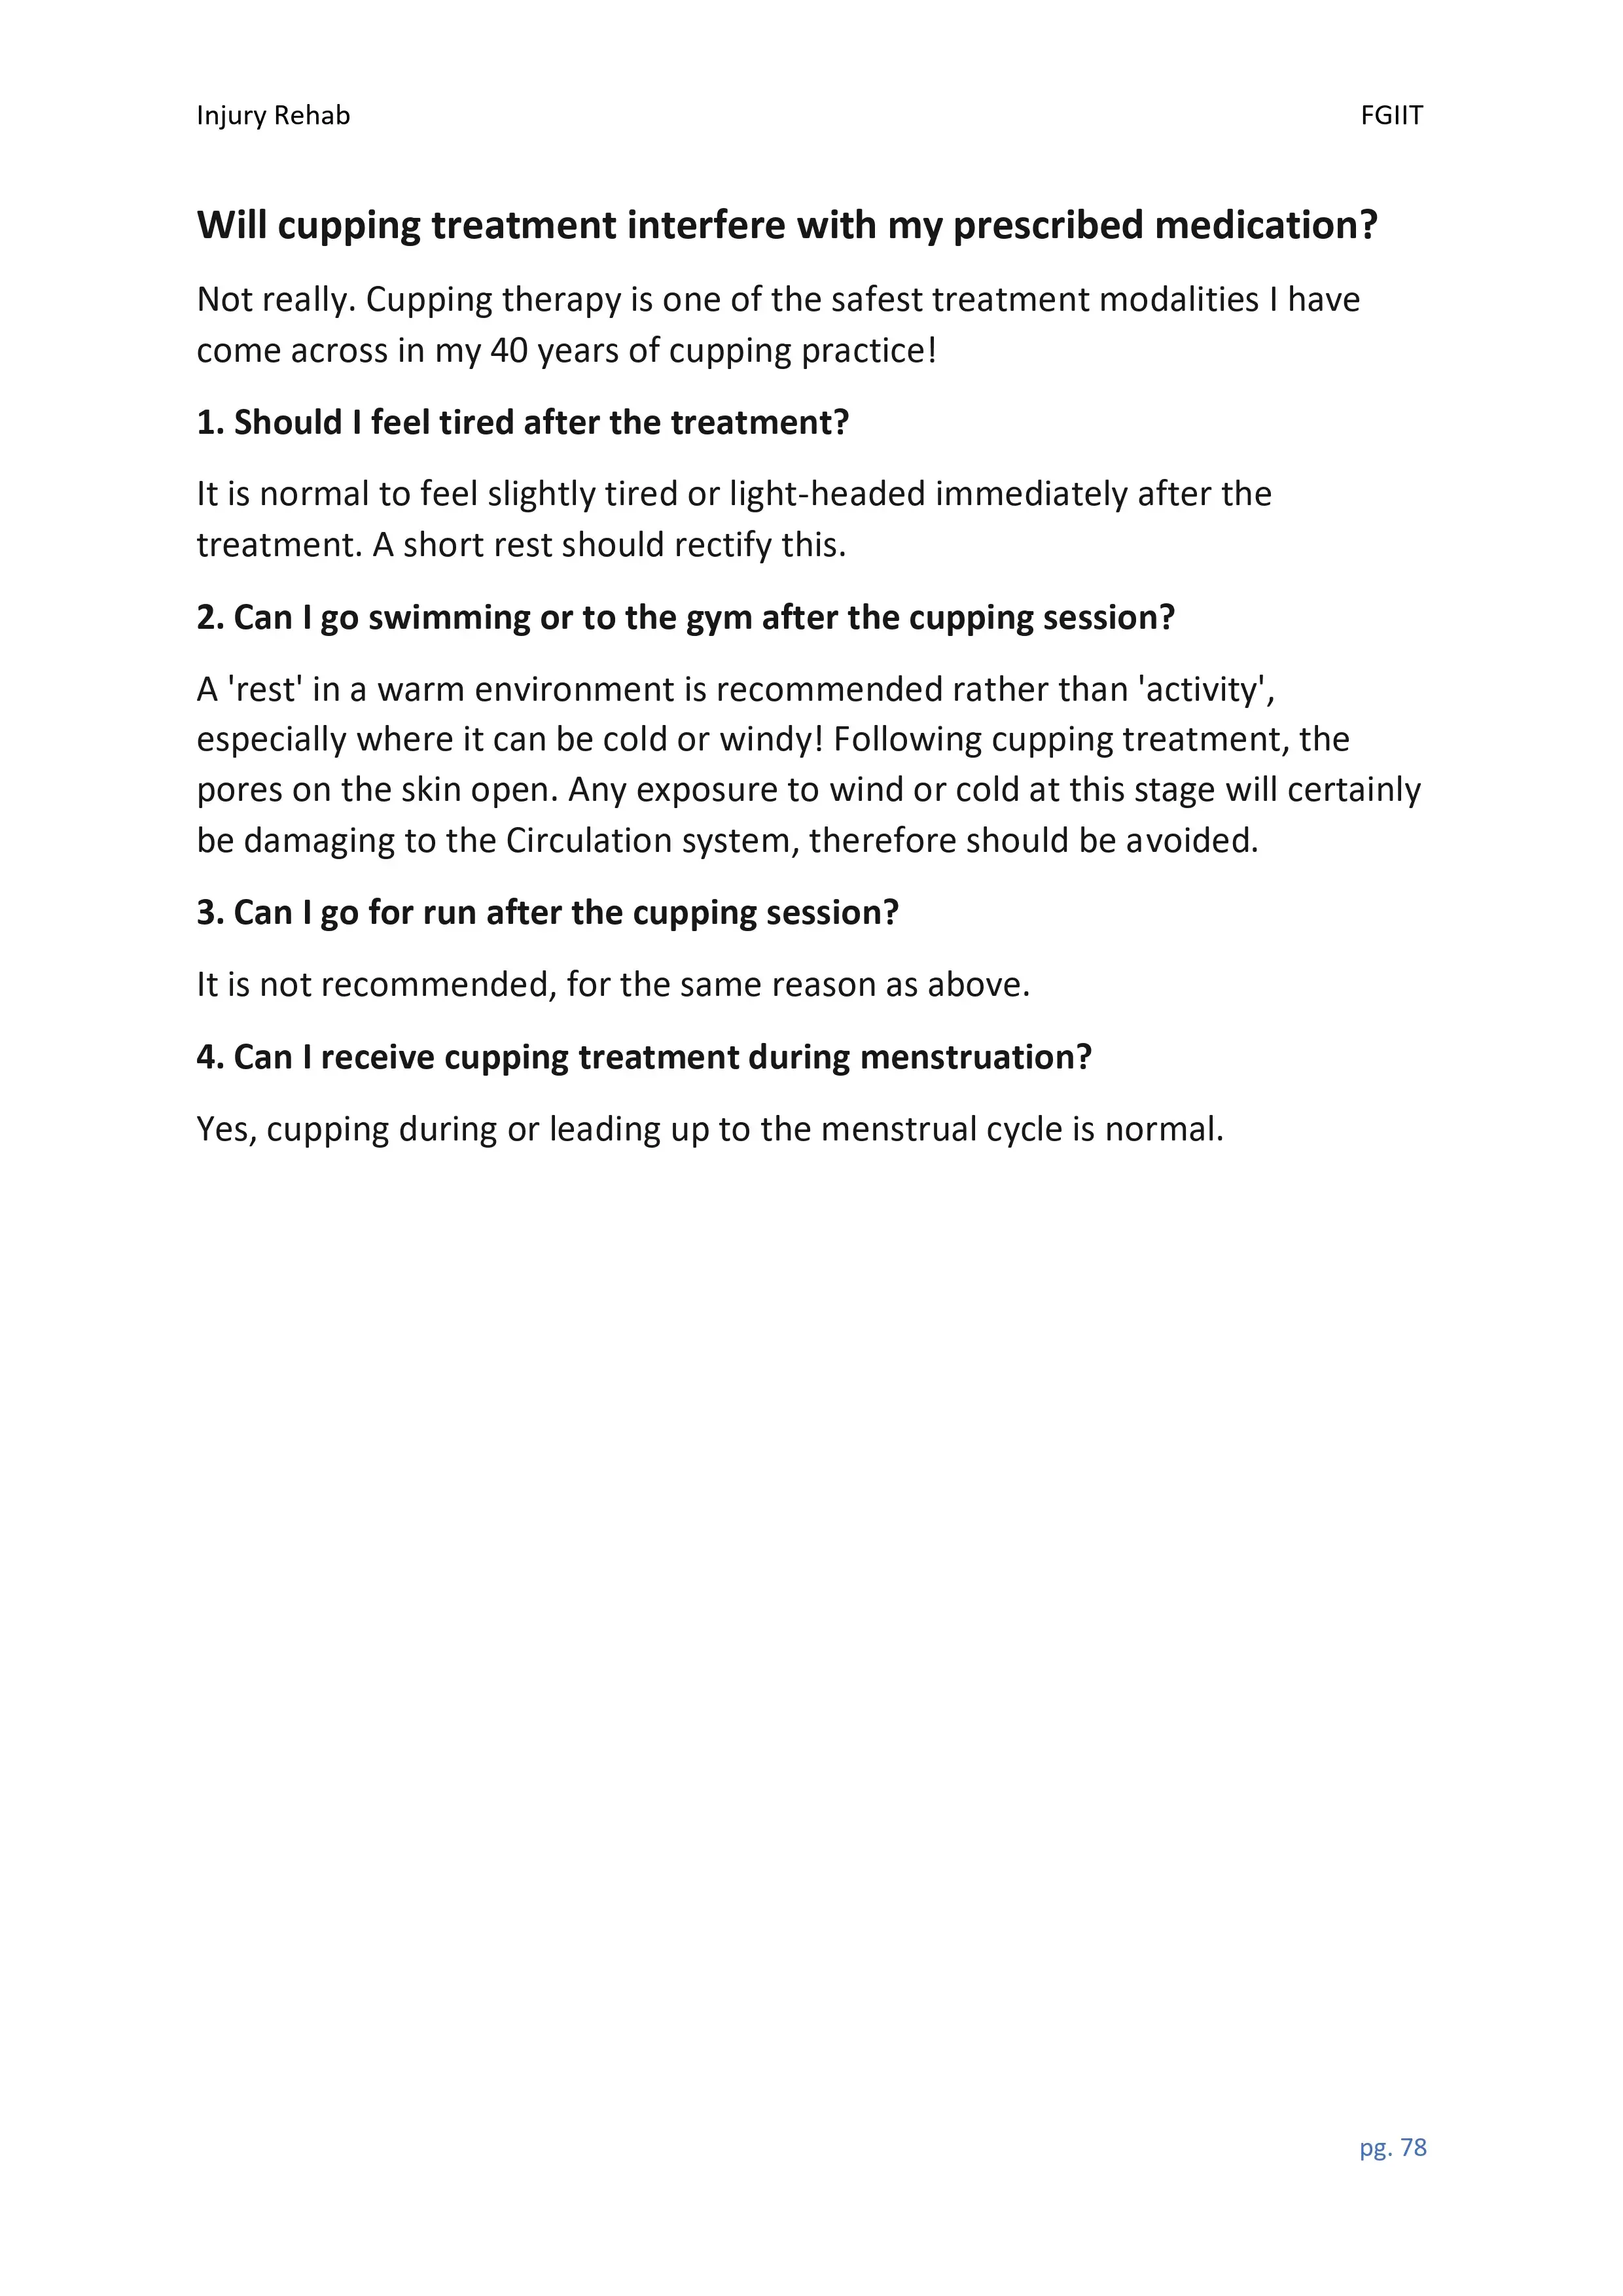 Injury Rehab FGIIT
Will cupping treatment interfere with my prescribed medication?
Not really. Cupping therapy is one of the safest treatment modalities I have
come across in my 40 years of cupping practice!
1. Should I feel tired after the treatment?
It is normal to feel slightly tired or light-headed immediately after the
treatment. A short rest should rectify this.
2. Can I go swimming or to the gym after the cupping session?
A 'rest' in a warm environment is recommended rather than 'activity',
especially where it can be cold or windy! Following cupping treatment, the
pores on the skin open. Any exposure to wind or cold at this stage will certainly
be damaging to the Circulation system, therefore should be avoided.
3. Can I go for run after the cupping session?
It is not recommended, for the same reason as above.
4. Can I receive cupping treatment during menstruation?
Yes, cupping during or leading up to the menstrual cycle is normal.
pg. 78